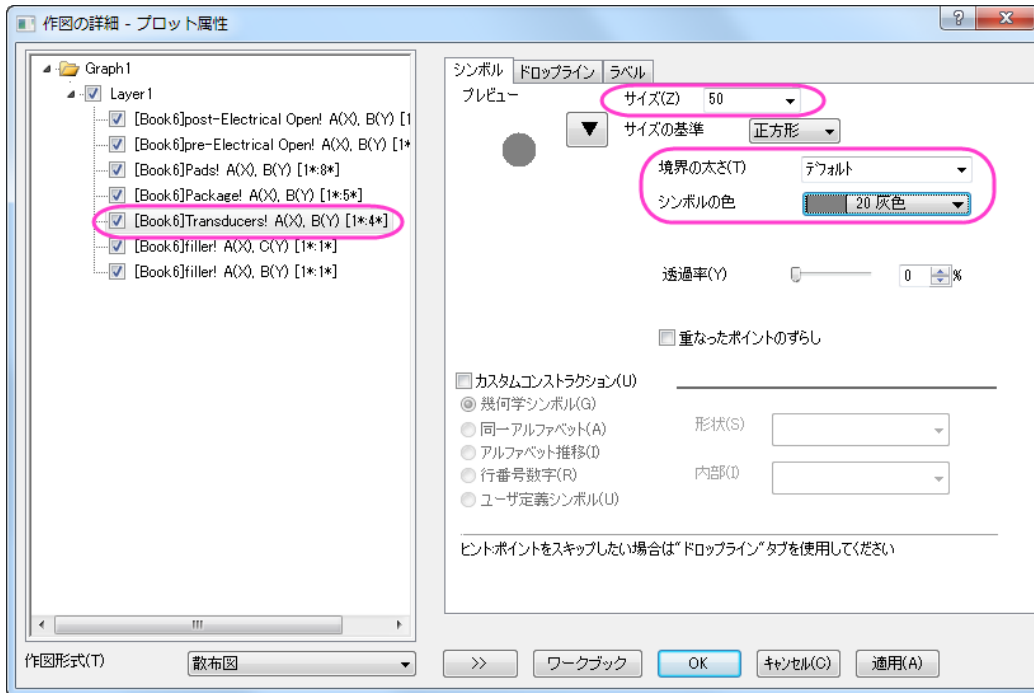 作図の詳細 - プロット属性
Graph1
Layer1
[Book6]post-Electrical Open! A(X), B(Y) [1
[Book6]pre-Electrical Open! A(X), B(Y) [1*
[Book6]Pads! A(X), B(Y) [1*:8*]
[Book6]Package! A(X), B(Y) [1*:5*]
[Book6]Transducers! A(X), B(Y) [1*:4*]
[Book6]filler! A(X), C(Y) [1*:1*]
[Book6]filler! A(X), B(Y) [1*:1*]
作図形式(T) 散布図
シンボル ドロップライン ラベル
プレビュー
サイズ(Z) 50
サイズの基準 正方形
境界の太さ(T) デフォルト
シンボルの色 20 灰色
透過率(Y) 0 %
重なったポイントのずらし
カスタムコンストラクション(U)
幾何学シンボル(G)
同一アルファベット(A)
アルファベット推移(I)
行番号数字(R)
ユーザ定義シンボル(U)
形状(S)
内部(I)
ヒント:ポイントをスキップしたい場合は"ドロップライン"タブを使用してください
>> ワークブック OK キャンセル(C) 適用(A)